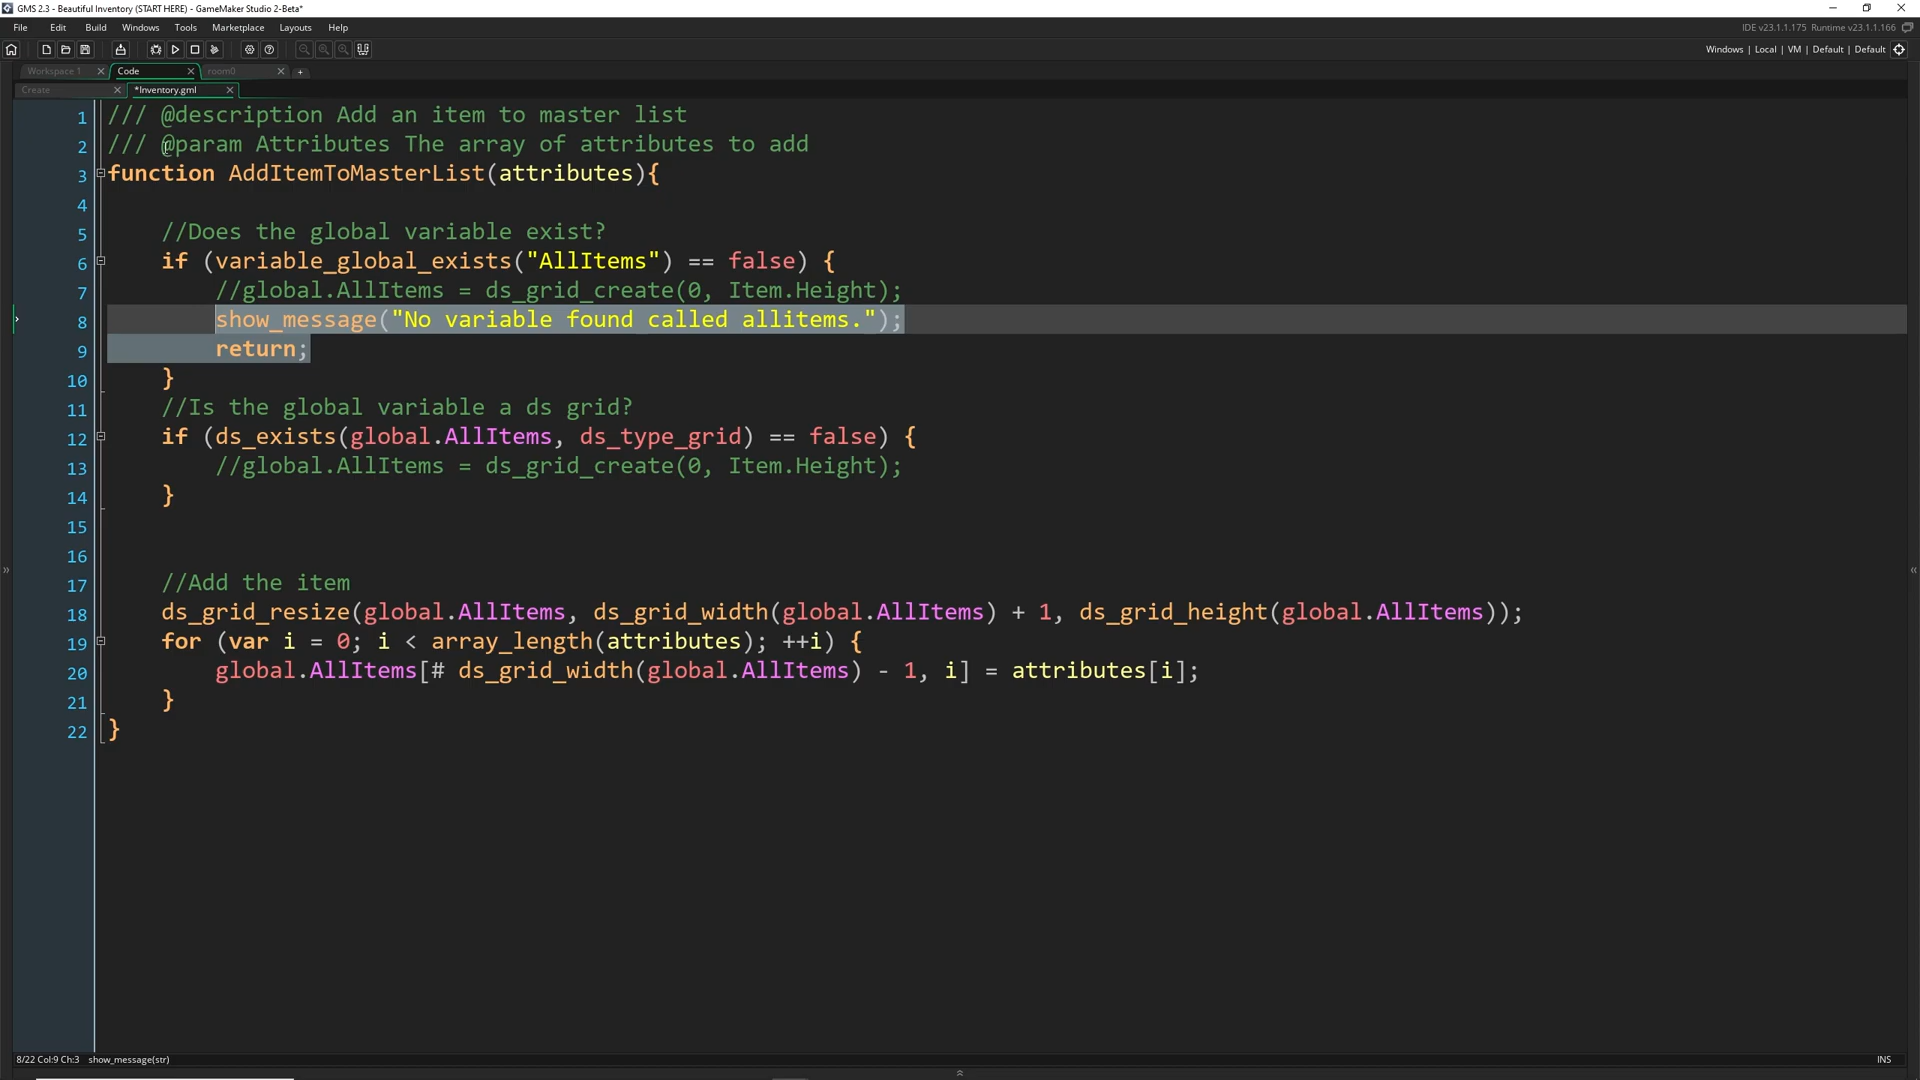 GMS 2.3 - Beautiful Inventory (START HERE) - GameMaker Studio 2-Beta*
File Edit Build Windows Tools Marketplace Layouts Help
IDE v23.1.1.175 Runtime v23.1.1.166
Windows | Local | VM | Default | Default
Workspace 1 Code room0 +
Create *Inventory.gml
1 /// @description Add an item to master list
2 /// @param Attributes The array of attributes to add
3 function AddItemToMasterList(attributes){
4
5 //Does the global variable exist?
6 if (variable_global_exists("AllItems") == false) {
7 //global.AllItems = ds_grid_create(0, Item.Height);
8 show_message("No variable found called allitems.");
9 return;
10 }
11 //Is the global variable a ds grid?
12 if (ds_exists(global.AllItems, ds_type_grid) == false) {
13 //global.AllItems = ds_grid_create(0, Item.Height);
14 }
15
16
17 //Add the item
18 ds_grid_resize(global.AllItems, ds_grid_width(global.AllItems) + 1, ds_grid_height(global.AllItems));
19 for (var i = 0; i < array_length(attributes); ++i) {
20 global.AllItems[# ds_grid_width(global.AllItems) - 1, i] = attributes[i];
21 }
22 }
8/22 Col:9 Ch:3 show_message(str) INS